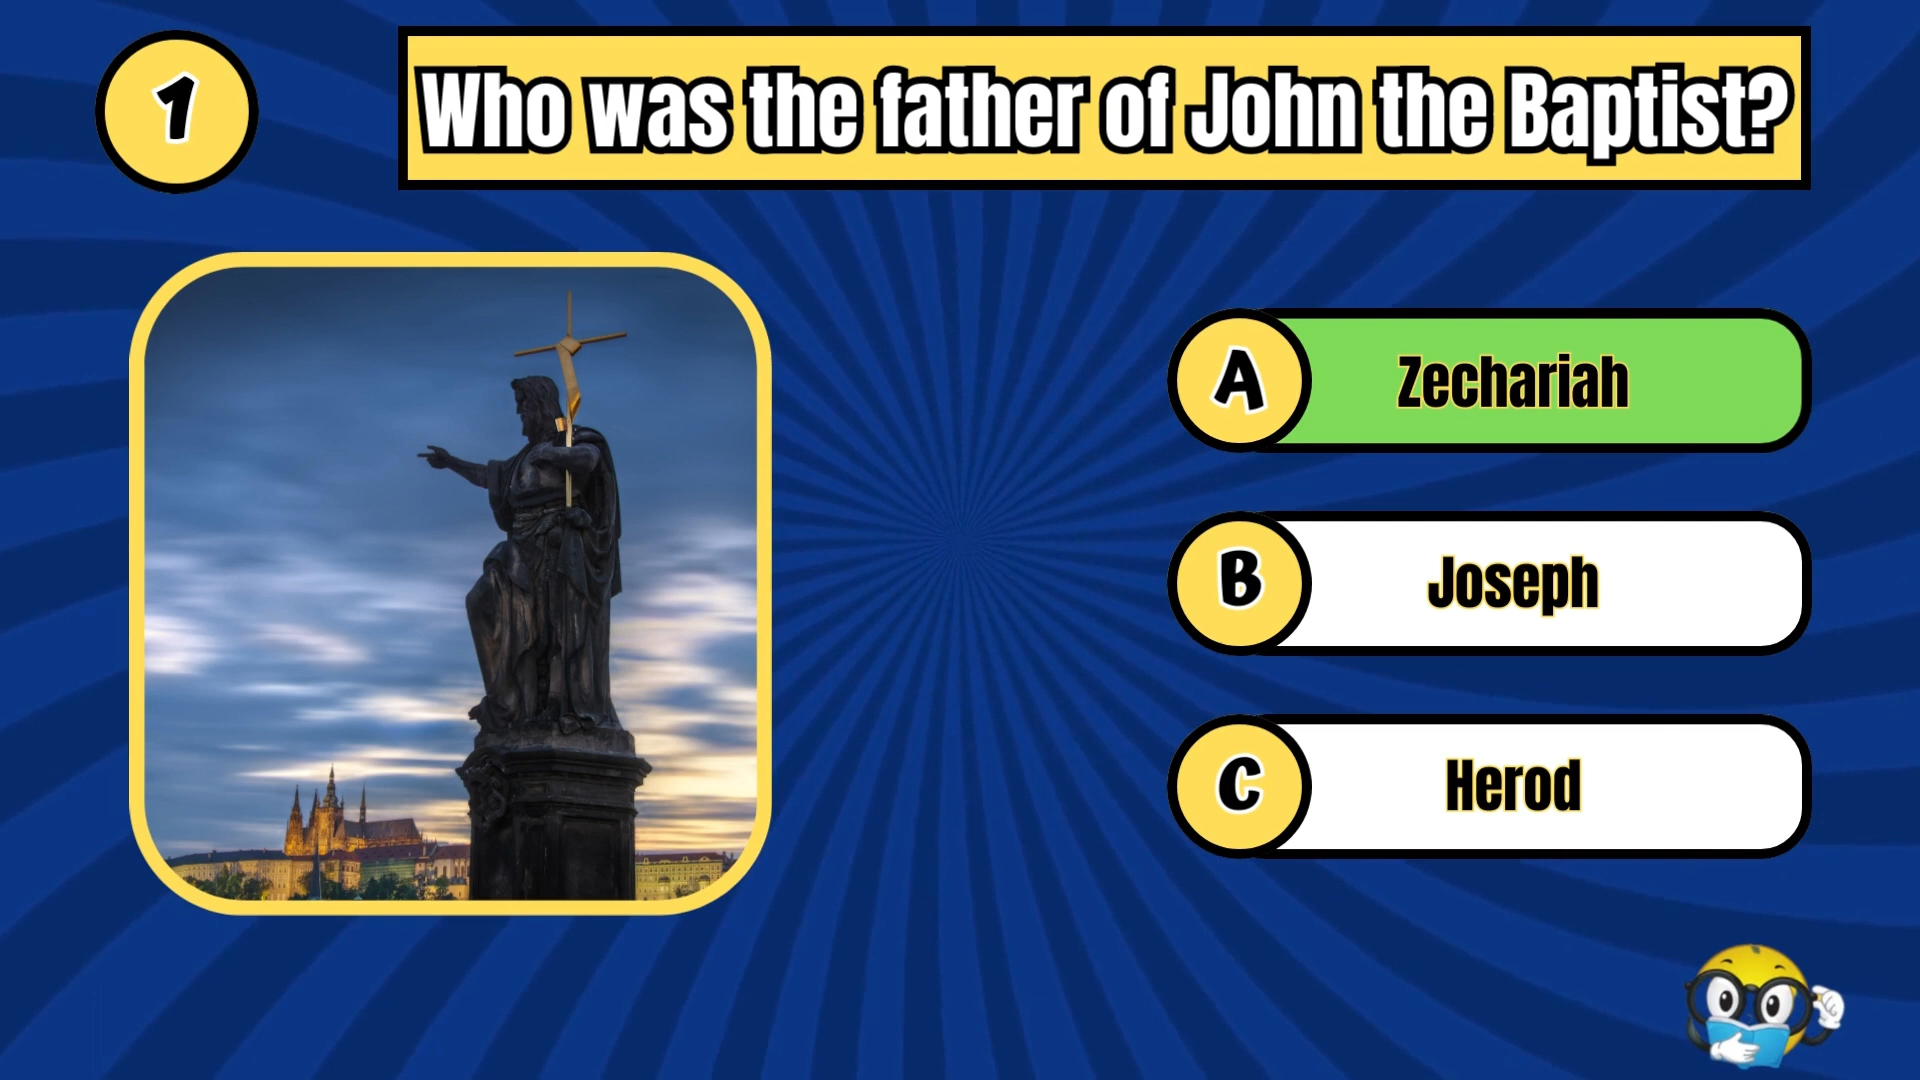 1
Who was the father of John the Baptist?
A
Zechariah
B
Joseph
C
Herod